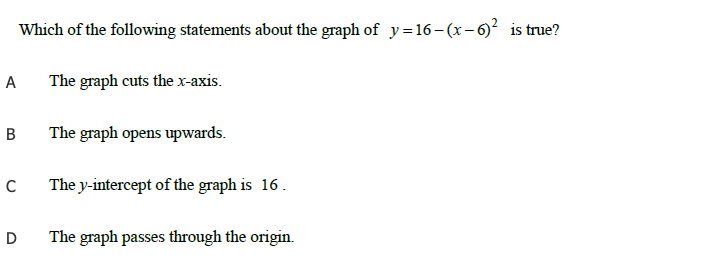 Which of the following statements about the graph of y=16−(x−6)² is true?
A The graph cuts the x-axis.
B The graph opens upwards.
C The y-intercept of the graph is 16 .
D The graph passes through the origin.